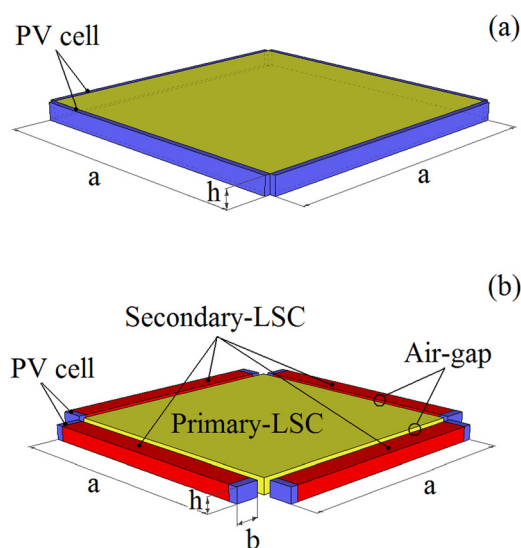 (a)
PV cell
a
h
a
(b)
Secondary-LSC
PV cell
Air-gap
Primary-LSC
a
h
b
a